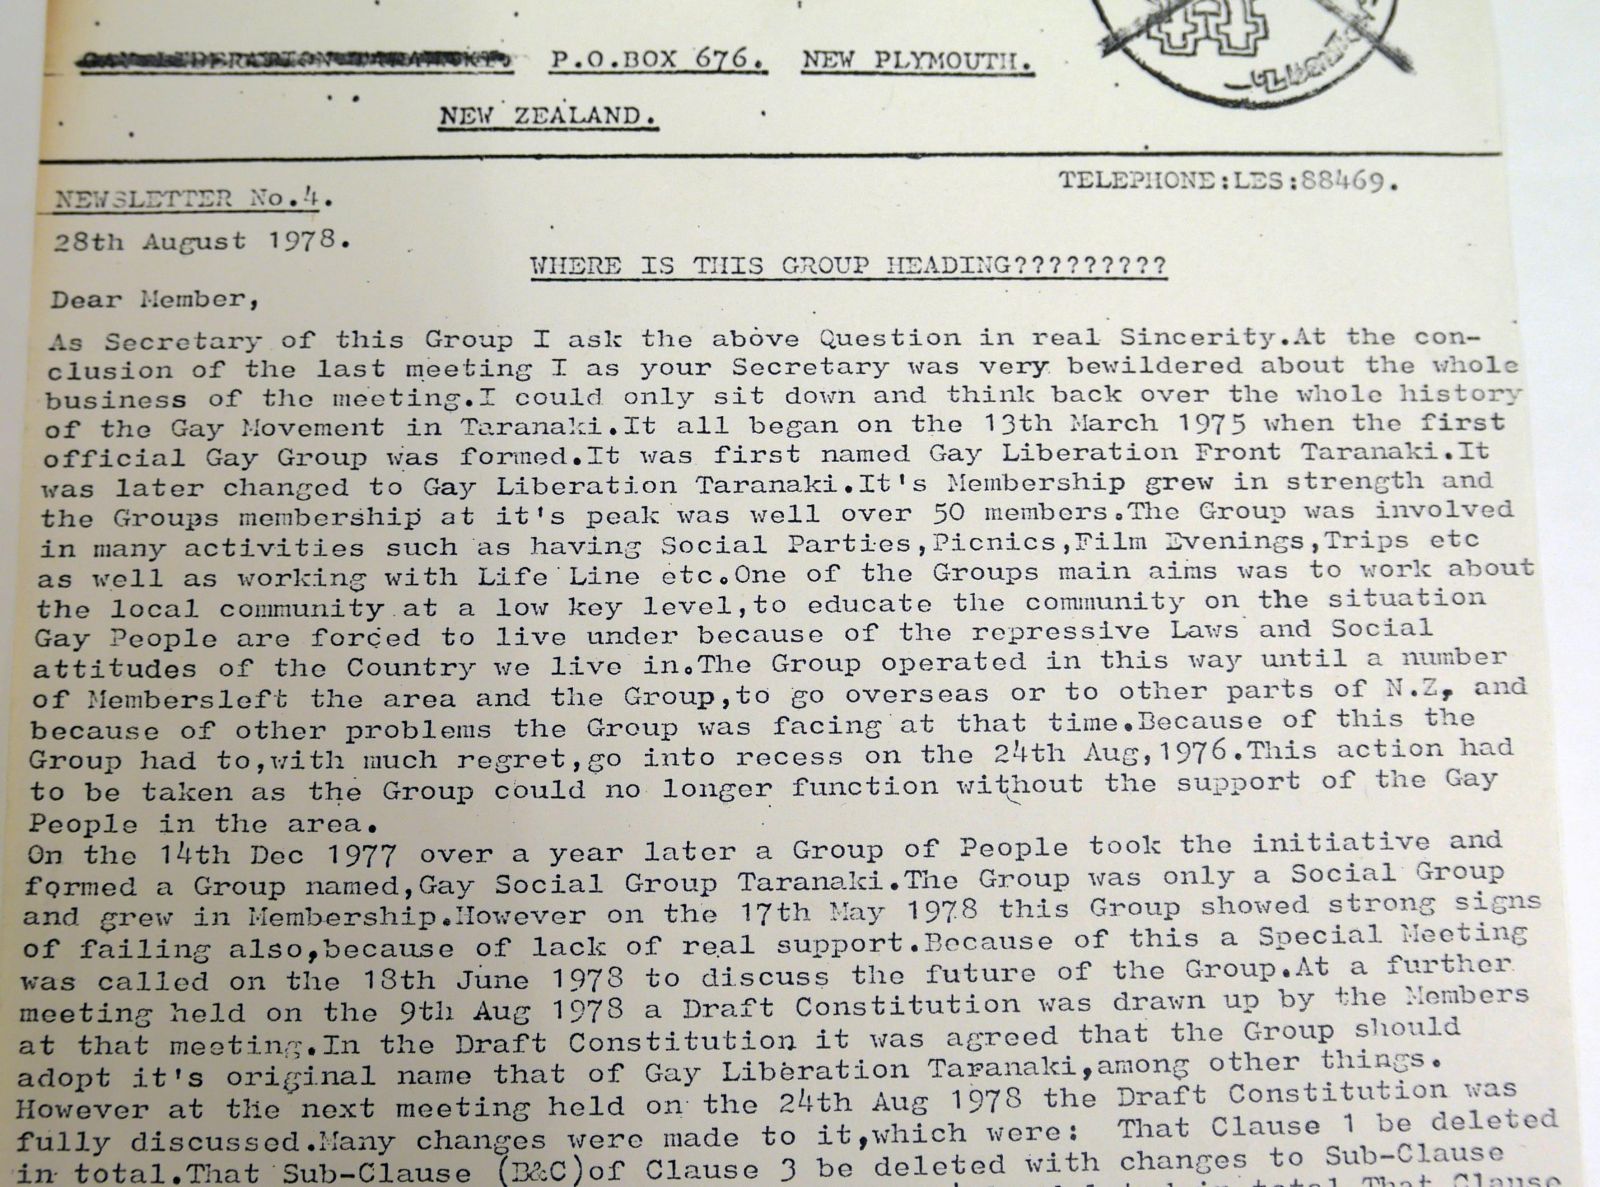 GAY LIBERATION TARANAKI. P.O.BOX 676. NEW PLYMOUTH.
NEW ZEALAND.
TELEPHONE:LES:88469.
NEWSLETTER No.4.
28th August 1978.
WHERE IS THIS GROUP HEADING?????????
Dear Member,
As Secretary of this Group I ask the above Question in real Sincerity.At the con-
clusion of the last meeting I as your Secretary was very bewildered about the whole
business of the meeting.I could only sit down and think back over the whole history
of the Gay Movement in Taranaki.It all began on the 13th March 1975 when the first
official Gay Group was formed.It was first named Gay Liberation Front Taranaki.It
was later changed to Gay Liberation Taranaki.It's Membership grew in strength and
the Groups membership at it's peak was well over 50 members.The Group was involved
in many activities such as having Social Parties,Picnics,Film Evenings,Trips etc
as well as working with Life Line etc.One of the Groups main aims was to work about
the local community at a low key level,to educate the community on the situation
Gay People are forced to live under because of the repressive Laws and Social
attitudes of the Country we live in.The Group operated in this way until a number
of Membersleft the area and the Group,to go overseas or to other parts of N.Z, and
because of other problems the Group was facing at that time.Because of this the
Group had to,with much regret,go into recess on the 24th Aug,1976.This action had
to be taken as the Group could no longer function without the support of the Gay
People in the area.
On the 14th Dec 1977 over a year later a Group of People took the initiative and
formed a Group named,Gay Social Group Taranaki.The Group was only a Social Group
and grew in Membership.However on the 17th May 1978 this Group showed strong signs
of failing also,because of lack of real support.Because of this a Special Meeting
was called on the 18th June 1978 to discuss the future of the Group.At a further
meeting held on the 9th Aug 1978 a Draft Constitution was drawn up by the Members
at that meeting.In the Draft Constitution it was agreed that the Group should
adopt it's original name that of Gay Liberation Taranaki,among other things.
However at the next meeting held on the 24th Aug 1978 the Draft Constitution was
fully discussed.Many changes were made to it,which were: That Clause 1 be deleted
in total.That Sub-Clause (B&C)of Clause 3 be deleted with changes to Sub-Clause
in total.That Clause